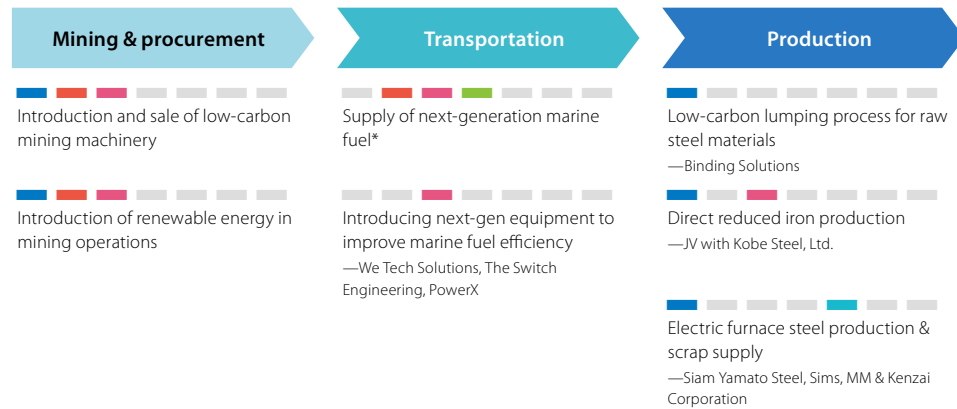 Mining & procurement
Introduction and sale of low-carbon
mining machinery
Introduction of renewable energy in
mining operations
Transportation
Supply of next-generation marine
fuel*
Introducing next-gen equipment to
improve marine fuel efficiency
—We Tech Solutions, The Switch
Engineering, PowerX
Production
Low-carbon lumping process for raw
steel materials
—Binding Solutions
Direct reduced iron production
—JV with Kobe Steel, Ltd.
Electric furnace steel production &
scrap supply
—Siam Yamato Steel, Sims, MM & Kenzai
Corporation